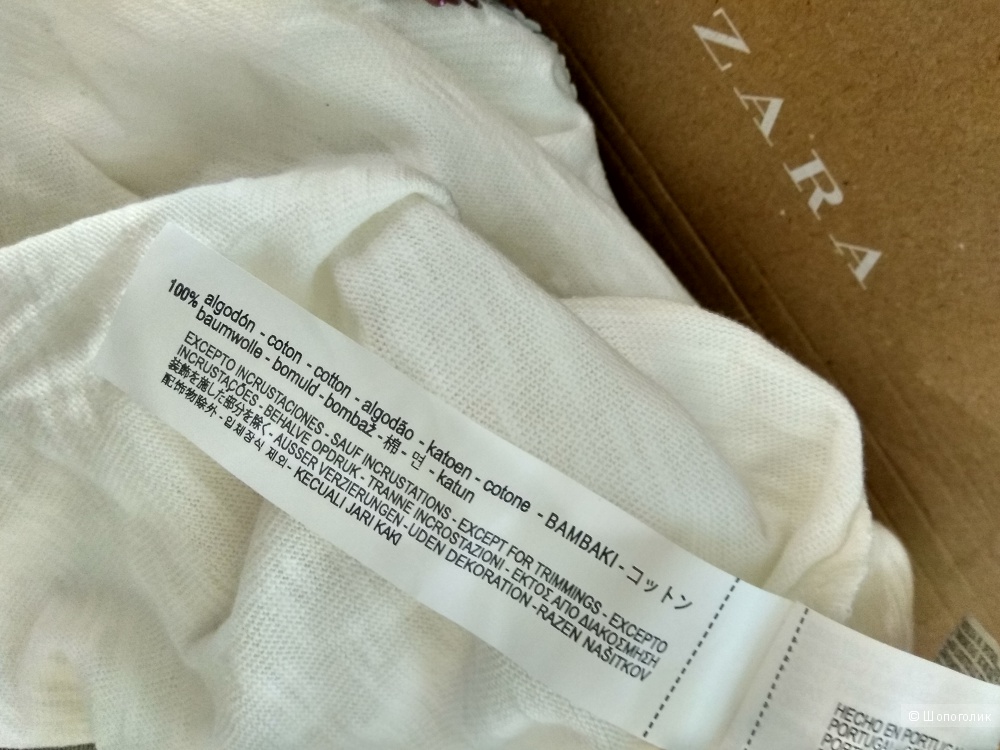 ZARA
100% algodón - coton - cotton - algodão - katoen - cotone - BAMBAKI - コットン
baumwolle - bomuld - bombaž - 棉 - 면 - katun
EXCEPTO INCRUSTACIONES - SAUF INCRUSTATIONS - EXCEPT FOR TRIMMINGS - EXCEPTO
INCRUSTAÇÕES - BEHALVE OPDRUK - TRANNE INCROSTAZIONI - ΕΚΤΟΣ ΑΠΟ ΔΙΑΚΟΣΜΗΣΗ
装飾を施した部分を除く - AUSSER VERZIERUNGEN - UDEN DEKORATION - RAZEN NAŠITKOV
配饰物除外 - 입체장식 제외 - KECUALI JARI KAKI
HECHO EN PORTUGAL
© Шопоголик